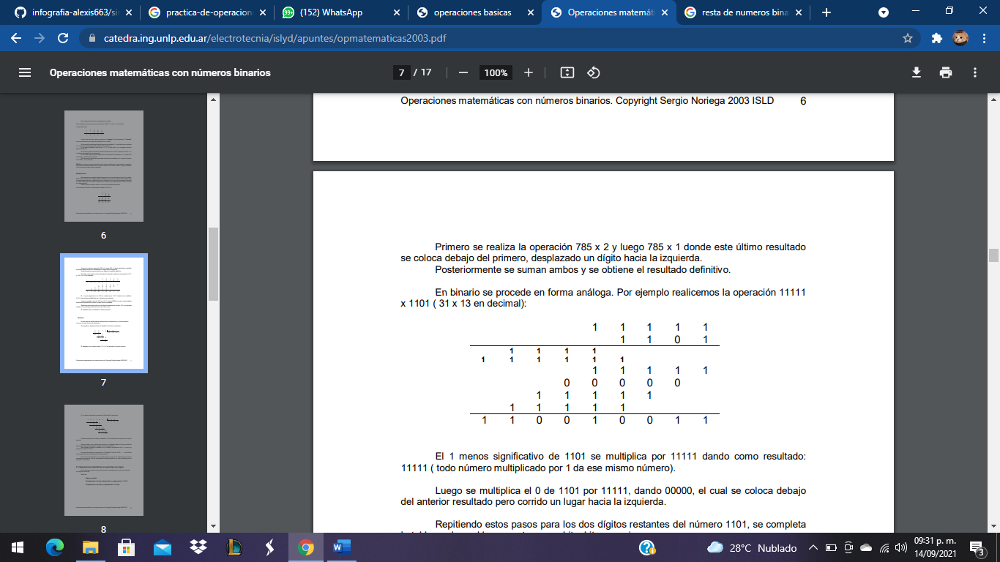 infografia-alexis663/si
practica-de-operacion
99+
(152) WhatsApp
operaciones basicas
Operaciones matemát
resta de numeros bina
catedra.ing.unlp.edu.ar/electrotecnia/islyd/apuntes/opmatematicas2003.pdf
Operaciones matemáticas con números binarios
7 / 17
100%
6
7
8
Operaciones matemáticas con números binarios. Copyright Sergio Noriega 2003 ISLD 6
Primero se realiza la operación 785 x 2 y luego 785 x 1 donde este último resultado
se coloca debajo del primero, desplazado un dígito hacia la izquierda.
Posteriormente se suman ambos y se obtiene el resultado definitivo.
En binario se procede en forma análoga. Por ejemplo realicemos la operación 11111
x 1101 ( 31 x 13 en decimal):
1 1 1 1 1
1 1 0 1
1 1 1 1
1 1 1 1 1 1
1 1 1 1 1
0 0 0 0 0
1 1 1 1 1
1 1 1 1 1
1 1 0 0 1 0 0 1 1
El 1 menos significativo de 1101 se multiplica por 11111 dando como resultado:
11111 ( todo número multiplicado por 1 da ese mismo número).
Luego se multiplica el 0 de 1101 por 11111, dando 00000, el cual se coloca debajo
del anterior resultado pero corrido un lugar hacia la izquierda.
Repitiendo estos pasos para los dos dígitos restantes del número 1101, se completa
28°C Nublado
09:31 p. m.
14/09/2021
3